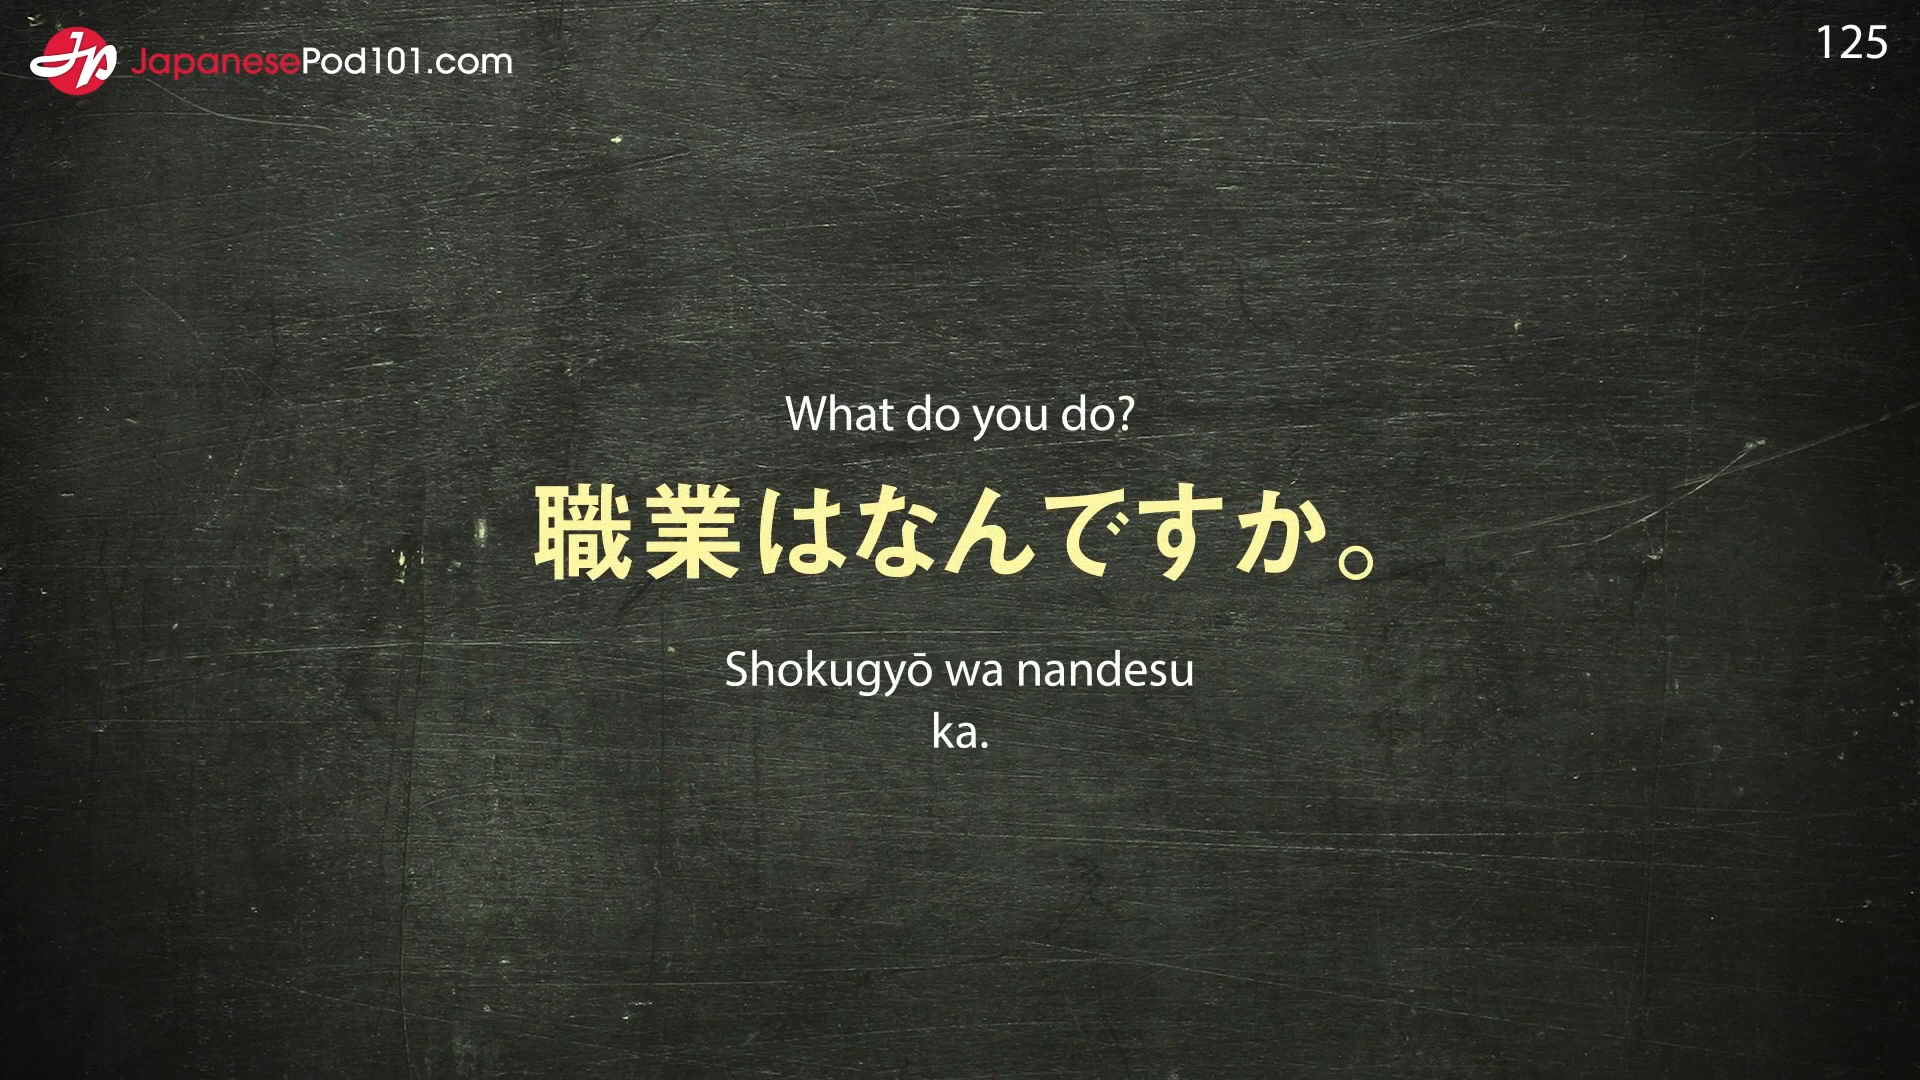 JapanesePod101.com
125
What do you do?
職業はなんですか。
Shokugyō wa nandesu
ka.